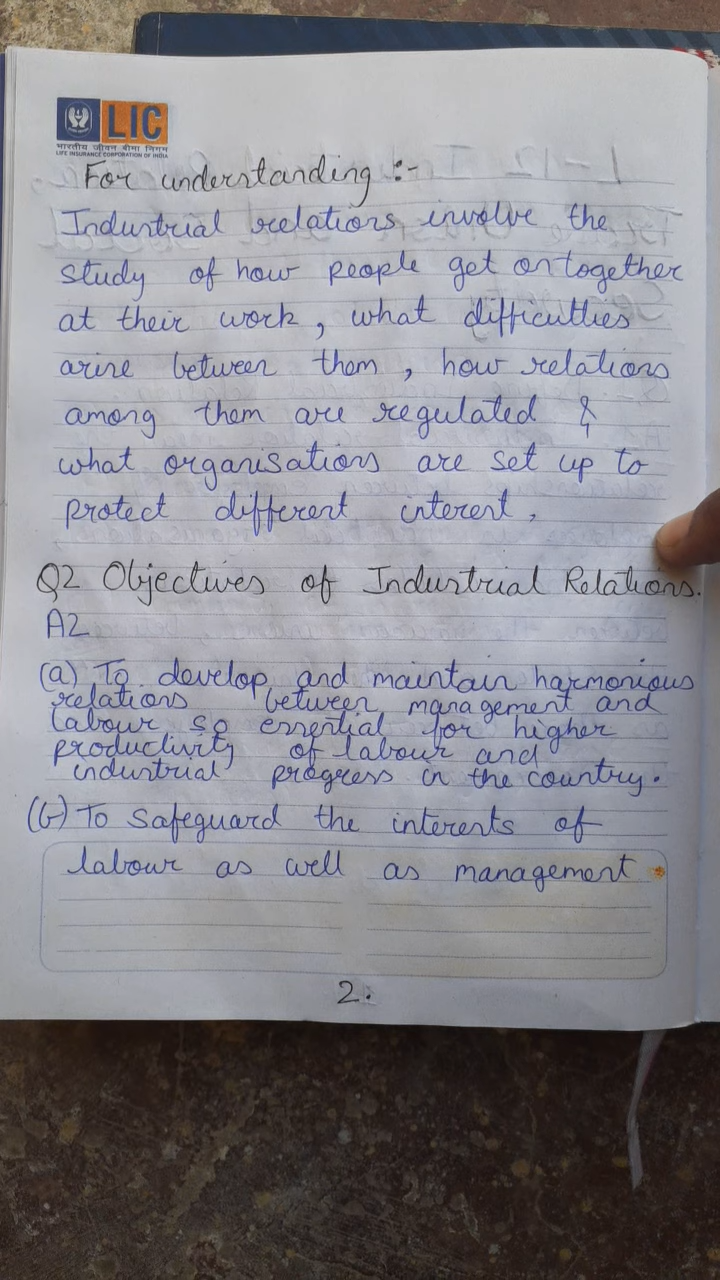 LIC
भारतीय जीवन बीमा निगम
LIFE INSURANCE CORPORATION OF INDIA
For understanding :-
Industrial relations involve the
study of how people get on together
at their work, what difficultlies
arise between them, how relations
among them are regulated &
what organisations are set up to
protect different interest,
Q2 Objectives of Industrial Relations.
A2
(a) To develop and maintain harmonious
relations between management and
labour so essential for higher
productivity of labour and
industrial progress in the country.
(b) To safeguard the interests of
labour as well as management
2.